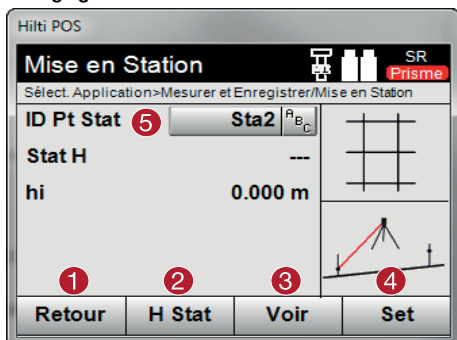 Hilti POS
Mise en Station
SR
Prisme
Sélect. Application>Mesurer et Enregistrer/Mise en Station
ID Pt Stat 5 Sta2 ABC
Stat H ---
hi 0.000 m
1 2 3 4
Retour H Stat Voir Set